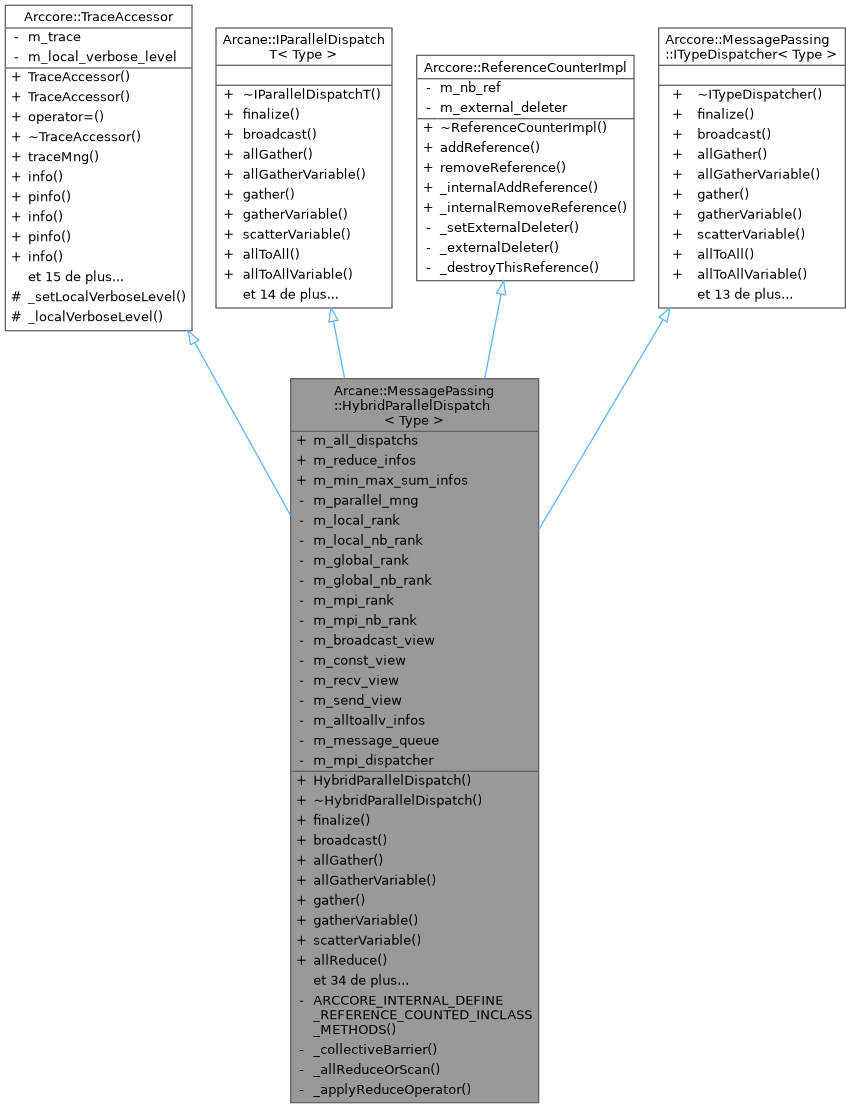 Arccore::TraceAccessor
- m_trace
- m_local_verbose_level
+ TraceAccessor()
+ TraceAccessor()
+ operator=()
+ ~TraceAccessor()
+ traceMng()
+ info()
+ pinfo()
+ info()
+ pinfo()
+ info()
et 15 de plus...
# _setLocalVerboseLevel()
# _localVerboseLevel()
Arcane::IParallelDispatch
T< Type >
+ ~IParallelDispatchT()
+ finalize()
+ broadcast()
+ allGather()
+ allGatherVariable()
+ gather()
+ gatherVariable()
+ scatterVariable()
+ allToAll()
+ allToAllVariable()
et 14 de plus...
Arccore::ReferenceCounterImpl
- m_nb_ref
- m_external_deleter
+ ~ReferenceCounterImpl()
+ addReference()
+ removeReference()
+ _internalAddReference()
+ _internalRemoveReference()
- _setExternalDeleter()
- _externalDeleter()
- _destroyThisReference()
Arccore::MessagePassing
::ITypeDispatcher< Type >
+ ~ITypeDispatcher()
+ finalize()
+ broadcast()
+ allGather()
+ allGatherVariable()
+ gather()
+ gatherVariable()
+ scatterVariable()
+ allToAll()
+ allToAllVariable()
et 13 de plus...
Arcane::MessagePassing
::HybridParallelDispatch
< Type >
+ m_all_dispatchs
+ m_reduce_infos
+ m_min_max_sum_infos
- m_parallel_mng
- m_local_rank
- m_local_nb_rank
- m_global_rank
- m_global_nb_rank
- m_mpi_rank
- m_mpi_nb_rank
- m_broadcast_view
- m_const_view
- m_recv_view
- m_send_view
- m_alltoallv_infos
- m_message_queue
- m_mpi_dispatcher
+ HybridParallelDispatch()
+ ~HybridParallelDispatch()
+ finalize()
+ broadcast()
+ allGather()
+ allGatherVariable()
+ gather()
+ gatherVariable()
+ scatterVariable()
+ allReduce()
et 34 de plus...
- ARCCORE_INTERNAL_DEFINE
_REFERENCE_COUNTED_INCLASS
_METHODS()
- _collectiveBarrier()
- _allReduceOrScan()
- _applyReduceOperator()